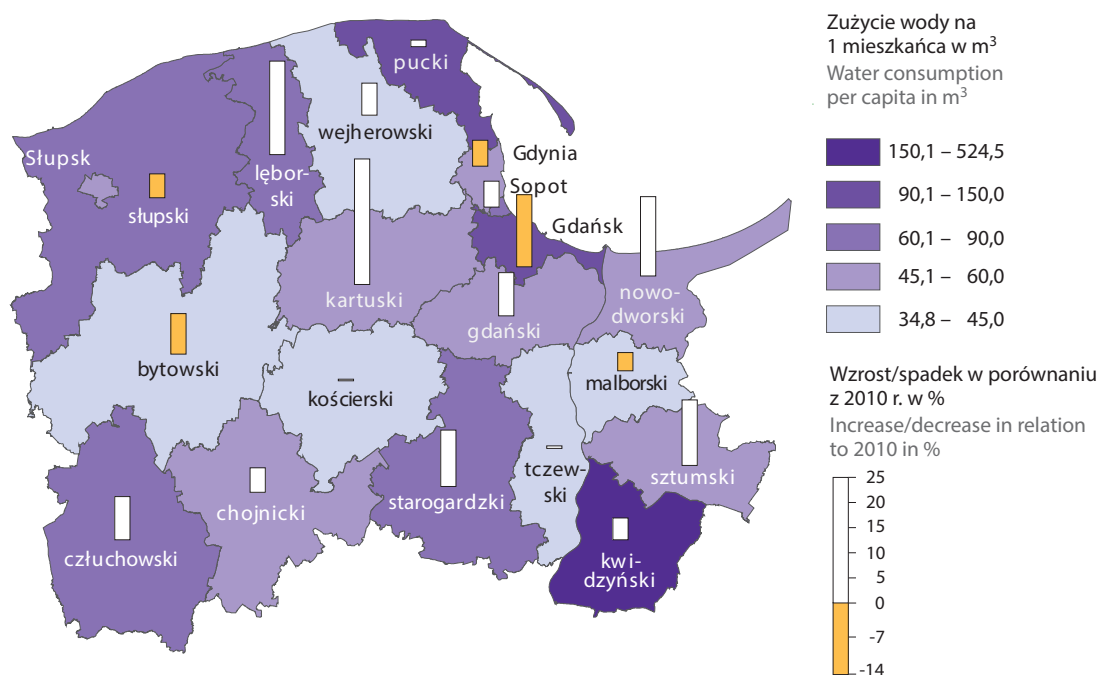 pucki
wejherowski
Gdynia
Słupsk
lębor-
ski
Sopot
słupski
Gdańsk
kartuski
nowo-
dworski
gdański
bytowski
malborski
kościerski
tczew-
ski
sztumski
starogardzki
chojnicki
człuchowski
kwi-
dzyński
Zużycie wody na
1 mieszkańca w m³
Water consumption
per capita in m³
150,1 – 524,5
90,1 – 150,0
60,1 – 90,0
45,1 – 60,0
34,8 – 45,0
Wzrost/spadek w porównaniu
z 2010 r. w %
Increase/decrease in relation
to 2010 in %
25
20
15
10
5
0
-7
-14